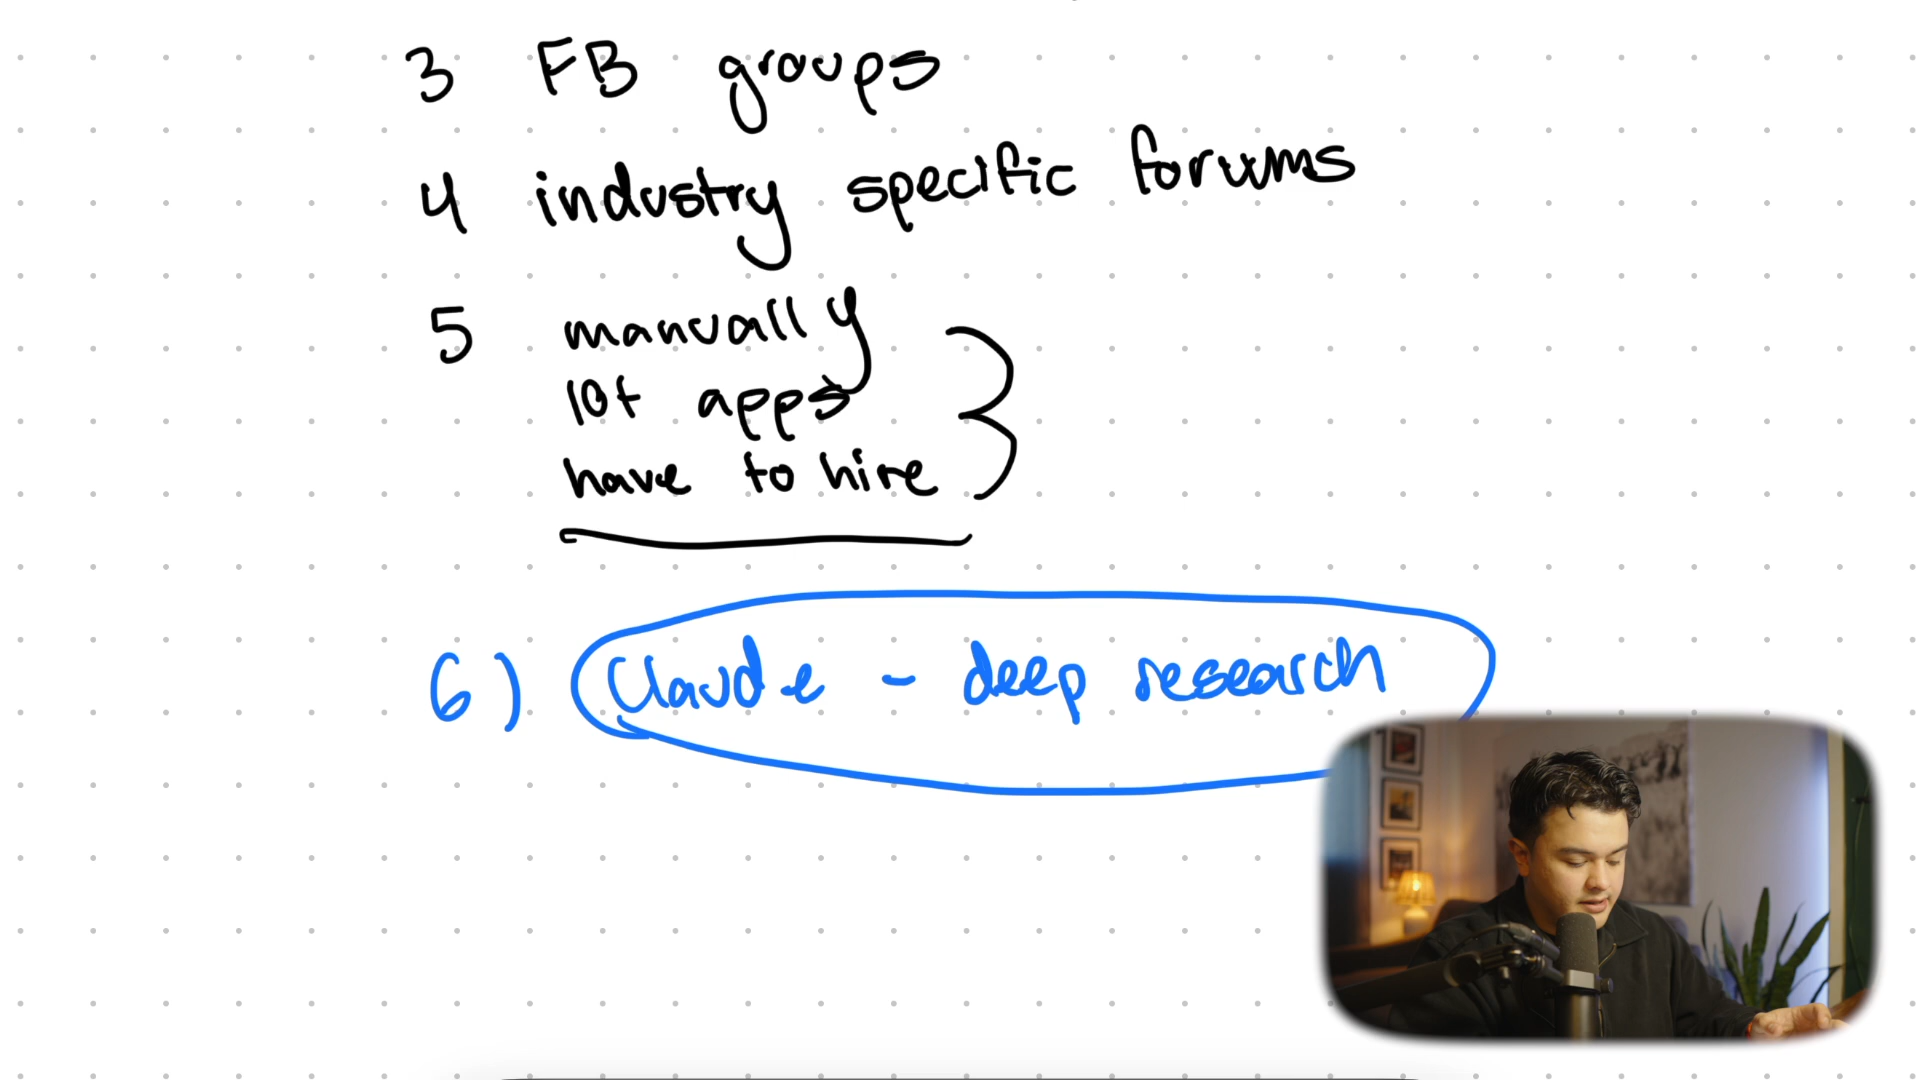 3 FB groups
4 industry specific forums
5 manually
10+ apps
have to hire
6) Claude - deep research